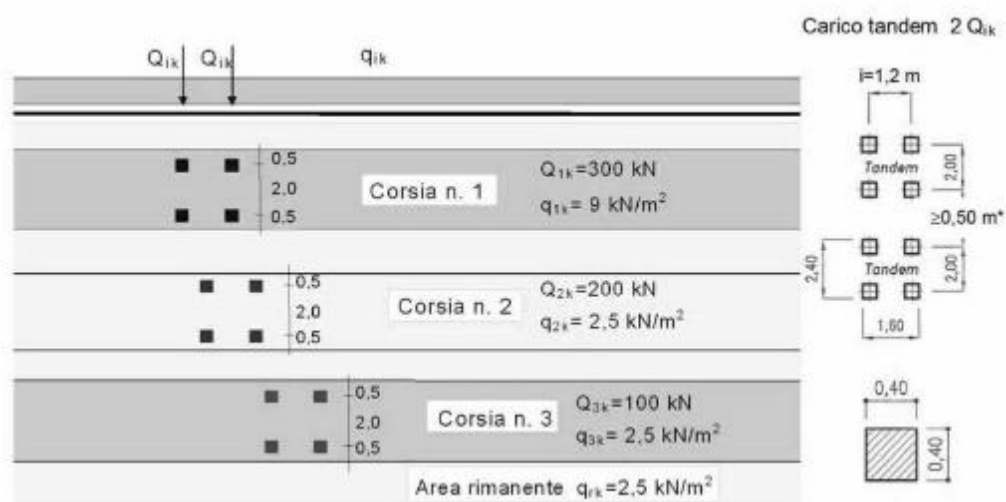 Carico tandem 2 Qik
Qik Qik qik
i=1,2 m
0,5
2.0
0,5
Corsia n. 1
Q1k=300 kN
q1k= 9 kN/m²
Tandem
2,00
≥0,50 m*
0,5
2,0
0,5
Corsia n. 2
Q2k=200 kN
q2k= 2,5 kN/m²
2,40
Tandem
2,00
1,60
0,5
2,0
0,5
Corsia n. 3
Q3k=100 kN
q3k= 2,5 kN/m²
0,40
0,40
Area rimanente qrk=2,5 kN/m²